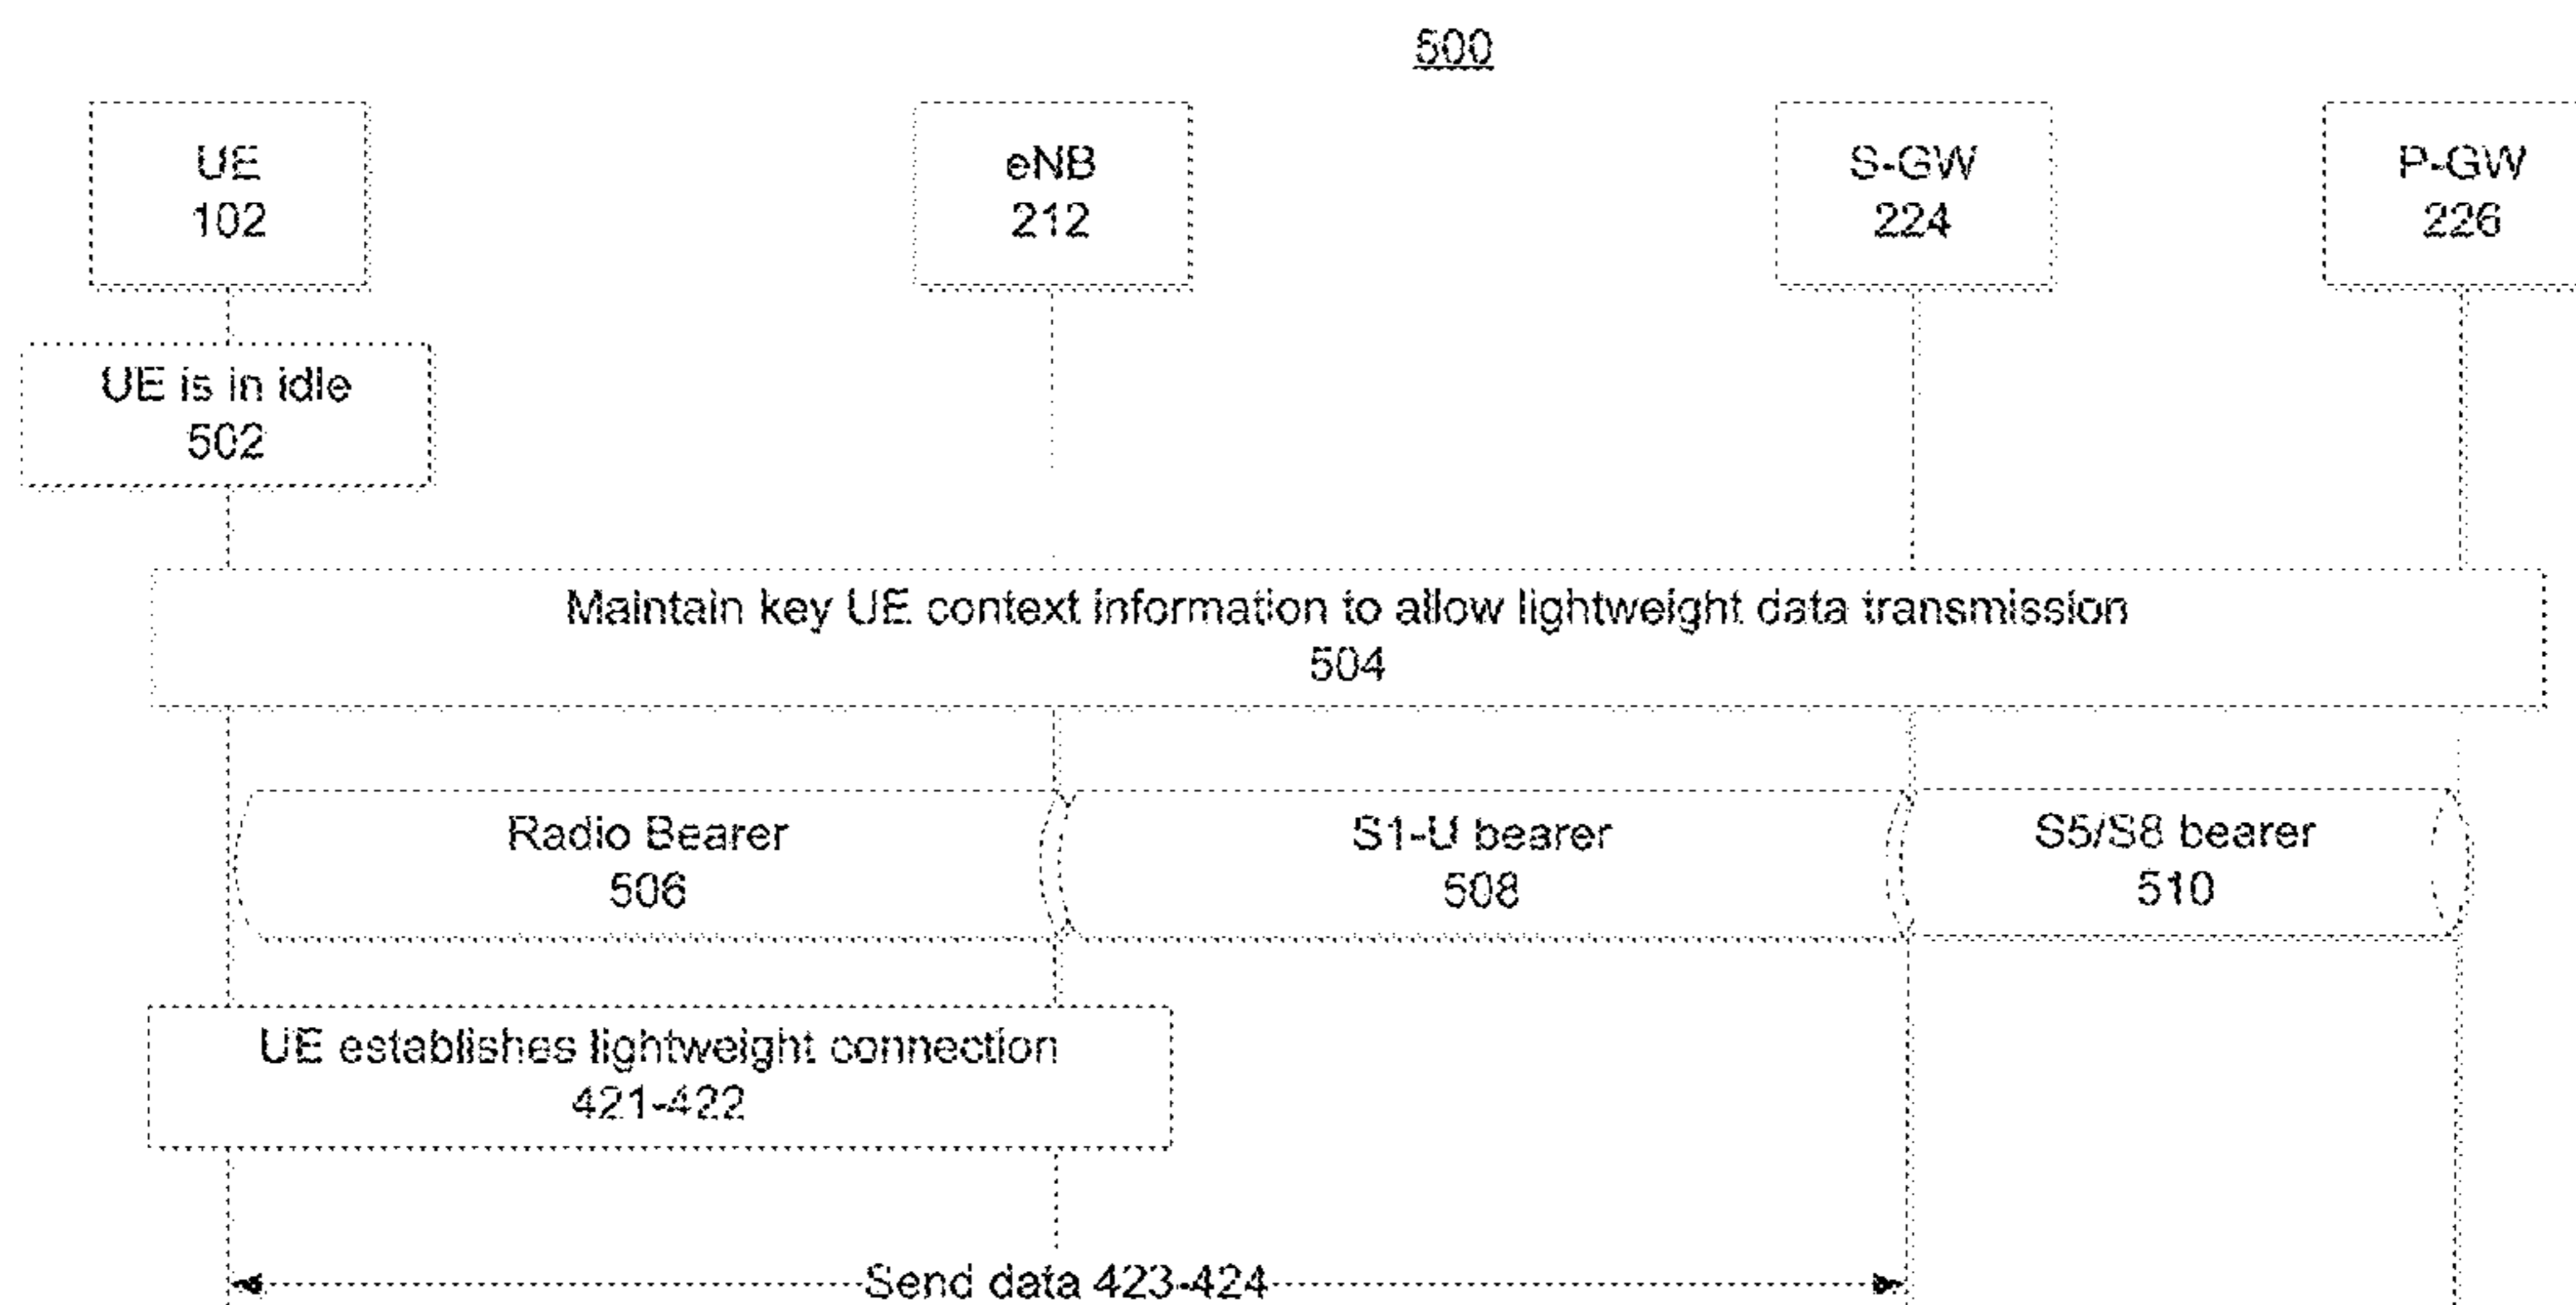 500
UE
102
eNB
212
S-GW
224
P-GW
226
UE is in idle
502
Maintain key UE context information to allow lightweight data transmission
504
Radio Bearer
506
S1-U bearer
508
S5/S8 bearer
510
UE establishes lightweight connection
421-422
Send data 423-424